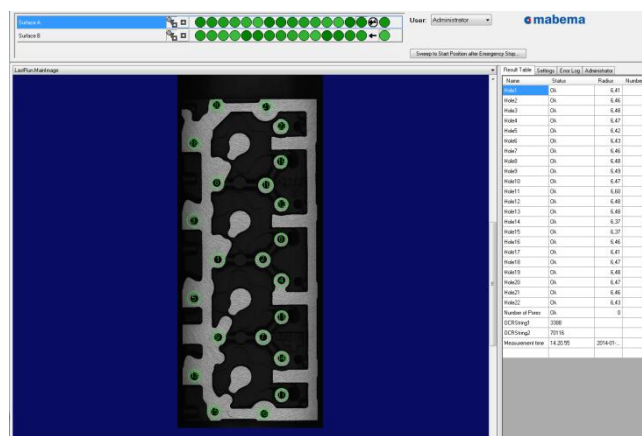 Surface A
Surface B
User: Administrator
mabema
Sweep to Start Position after Emergency Stop...
LastRun.MainImage
Result Table Settings Error Log Administrator
Name Status Radius Number
Hole1 Ok 6,41
Hole2 Ok 6,46
Hole3 Ok 6,48
Hole4 Ok 6,47
Hole5 Ok 6,42
Hole6 Ok 6,43
Hole7 Ok 6,46
Hole8 Ok 6,48
Hole9 Ok 6,49
Hole10 Ok 6,47
Hole11 Ok 6,60
Hole12 Ok 6,48
Hole13 Ok 6,48
Hole14 Ok 6,37
Hole15 Ok 6,37
Hole16 Ok 6,46
Hole17 Ok 6,41
Hole18 Ok 6,47
Hole19 Ok 6,48
Hole20 Ok 6,47
Hole21 Ok 6,46
Hole22 Ok 6,43
Number of Pores Ok 0
OCRString1 3388
OCRString2 70116
Measurement time 14.20.55 2014-01-...